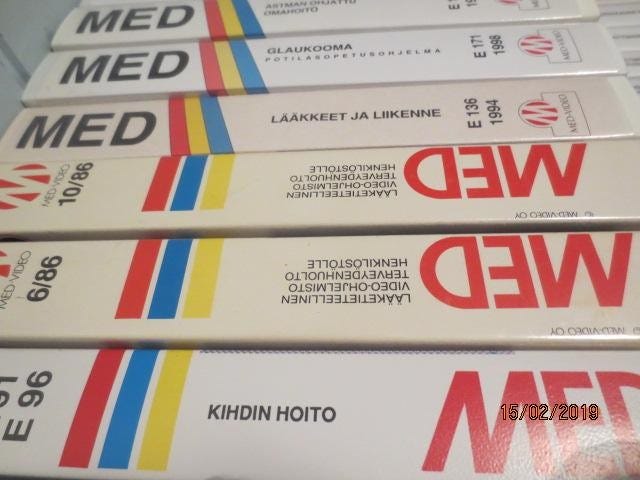 MED
ASTMAN OHJATTU
OMAHOITO
MED
GLAUKOOMA
POTILASOPETUSOHJELMA
E 171
1998
MED-VIDEO
MED
LÄÄKKEET JA LIIKENNE
E 136
1994
MED-VIDEO
MED-VIDEO
10/86
LÄÄKETIETEELLINEN
VIDEO-OHJELMISTO
TERVEYDENHUOLTO
HENKILÖSTÖLLE
MED
© MED-VIDEO OY
MED-VIDEO
6/86
LÄÄKETIETEELLINEN
VIDEO-OHJELMISTO
TERVEYDENHUOLTO
HENKILÖSTÖLLE
MED
© MED-VIDEO OY
E 96
KIHDIN HOITO
MED
15/02/2019